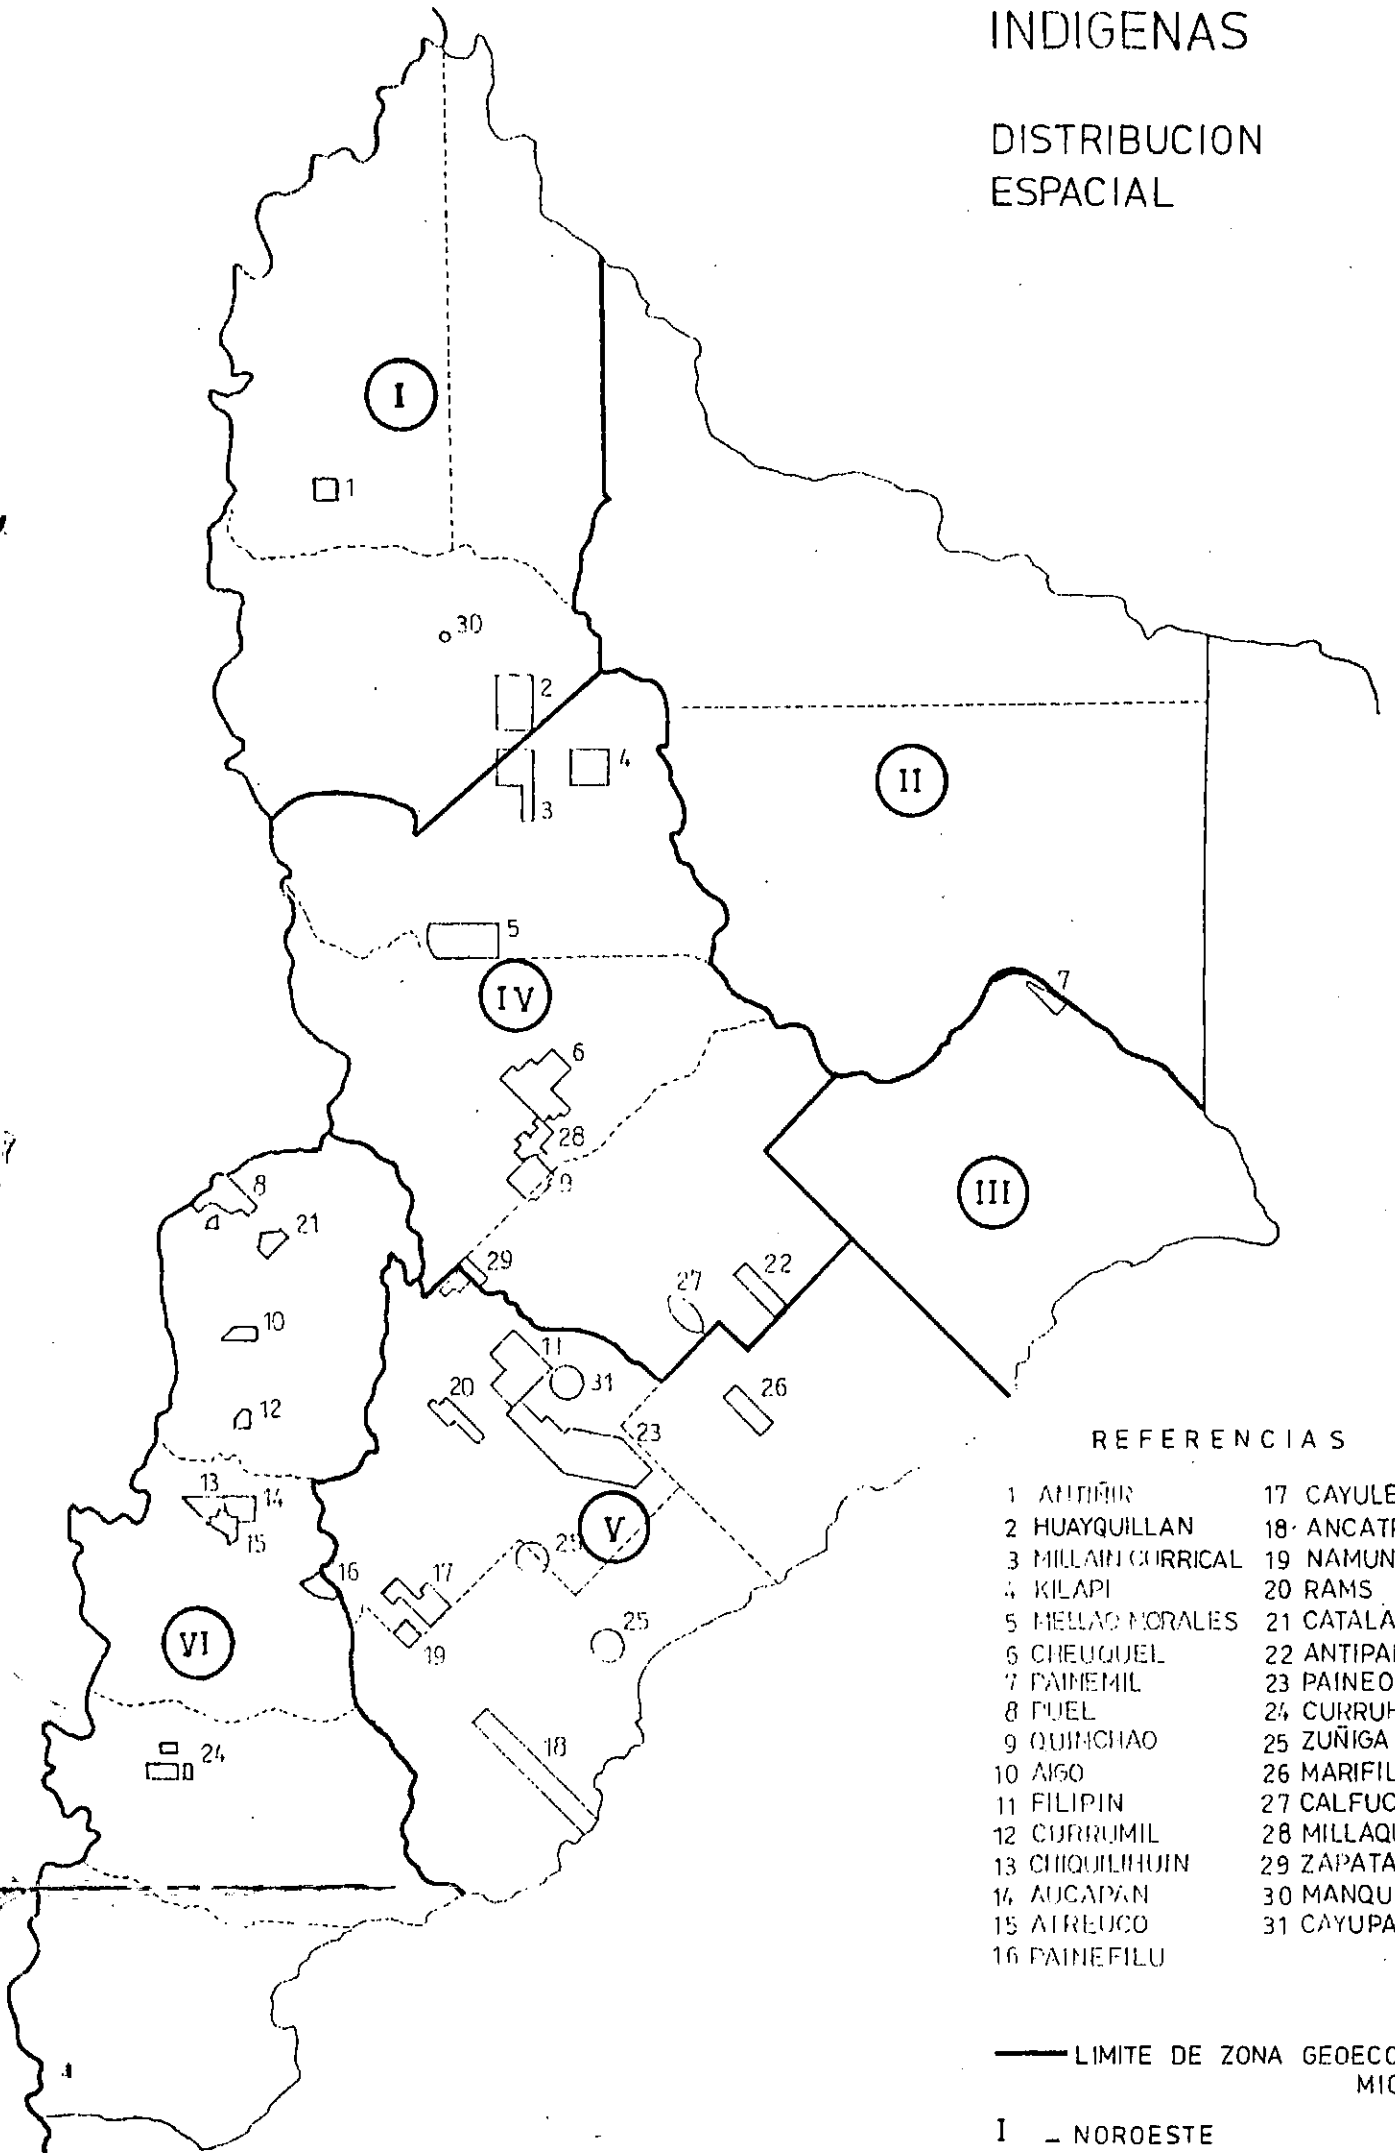 INDIGENAS
DISTRIBUCION
ESPACIAL
I
1
30
2
4
3
II
5
IV
7
6
28
9
8
21
III
29
22
27
10
11
31
20
26
12
23
13
14
15
V
16
17
25
19
VI
18
24
REFERENCIAS
1 ANTIÑIR
2 HUAYQUILLAN
3 MILLAIN CURRICAL
4 KILAPI
5 MELLAO MORALES
6 CHEUQUEL
7 PAINEMIL
8 PUEL
9 QUINCHAO
10 AIGO
11 FILIPIN
12 CURRUMIL
13 CHIQUILIHUIN
14 AUCAPAN
15 ATREUCO
16 PAINEFILU
17 CAYULE
18 ANCATR
19 NAMUN
20 RAMS
21 CATALA
22 ANTIPA
23 PAINEO
24 CURRUH
25 ZUÑIGA
26 MARIFIL
27 CALFUC
28 MILLAQU
29 ZAPATA
30 MANQU
31 CAYUPA
LIMITE DE ZONA GEOECO
MIC
I - NOROESTE